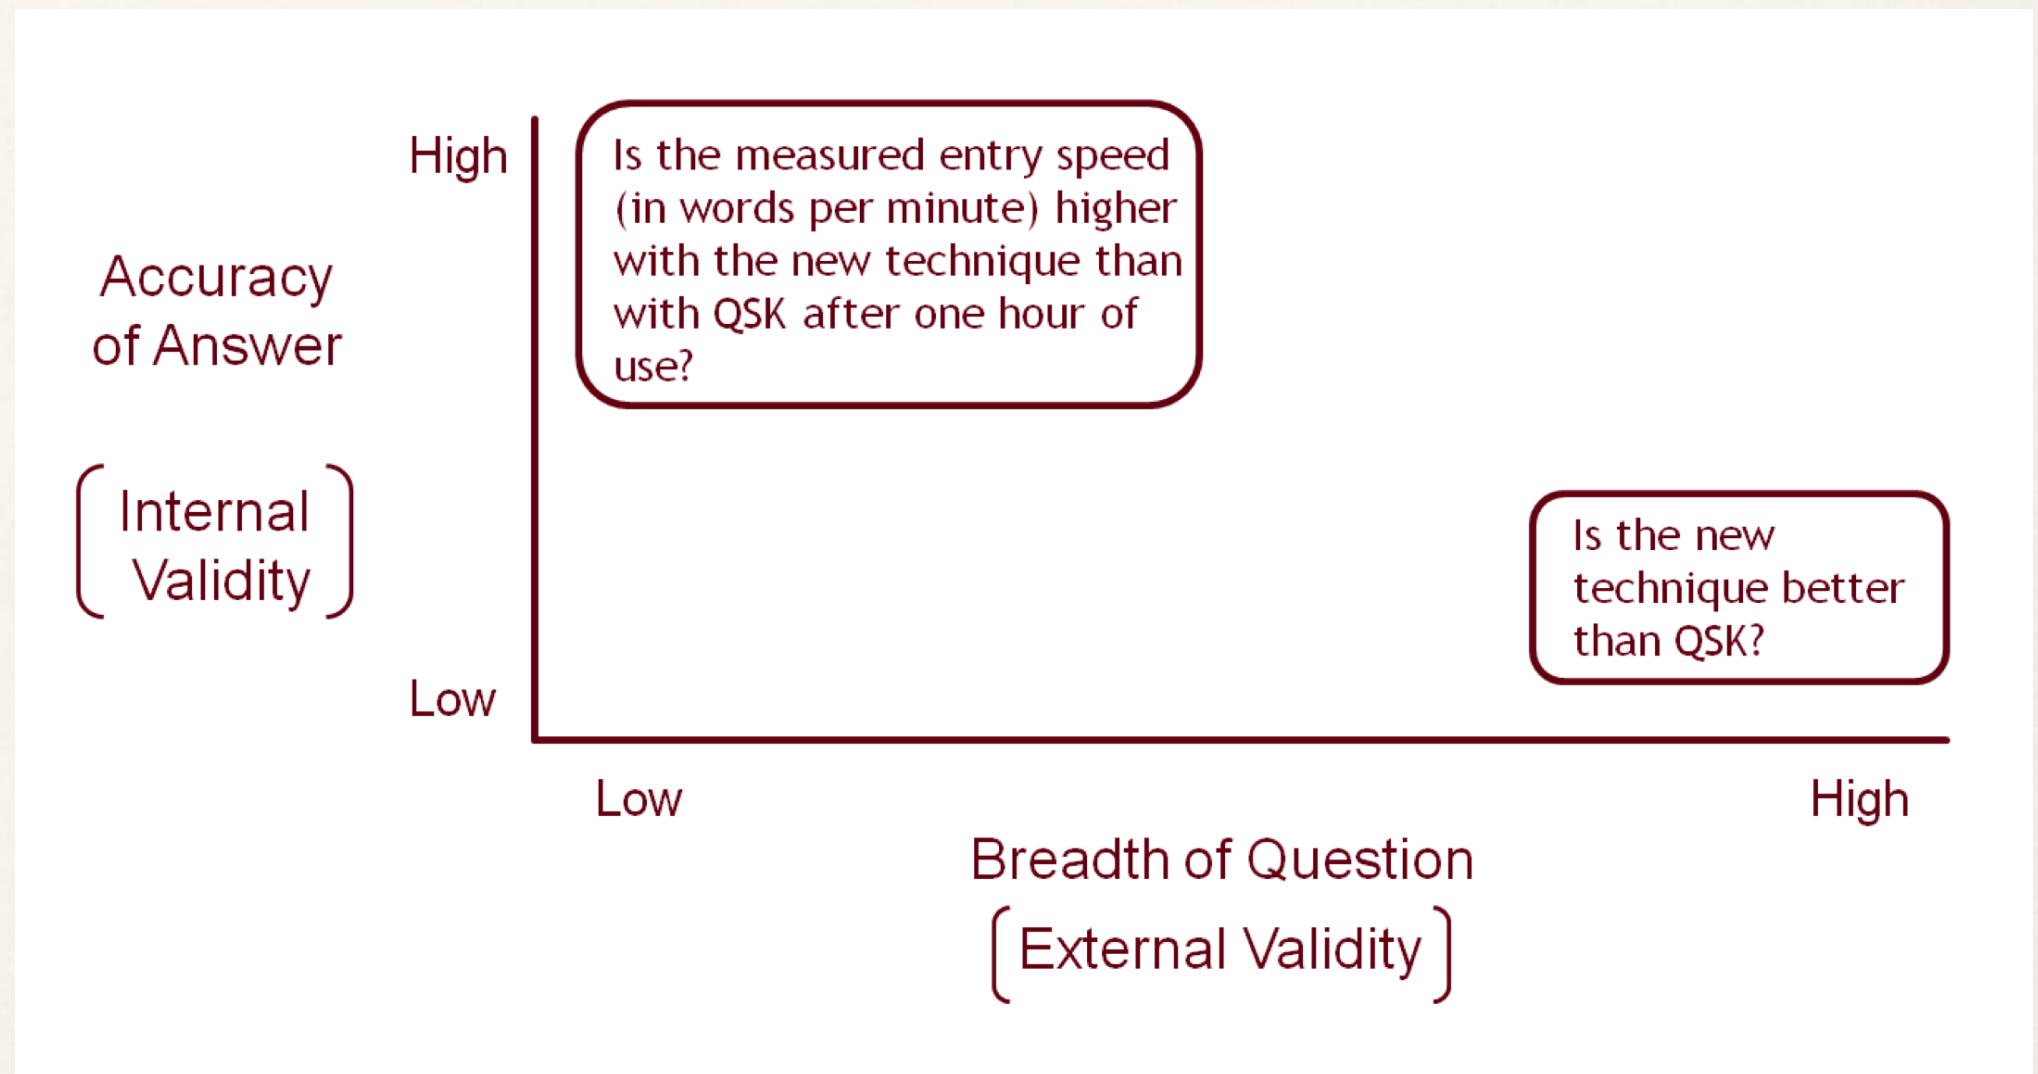 High
Is the measured entry speed
(in words per minute) higher
with the new technique than
with QSK after one hour of
use?
Accuracy
of Answer
Internal
Validity
Is the new
technique better
than QSK?
Low
Low
High
Breadth of Question
External Validity